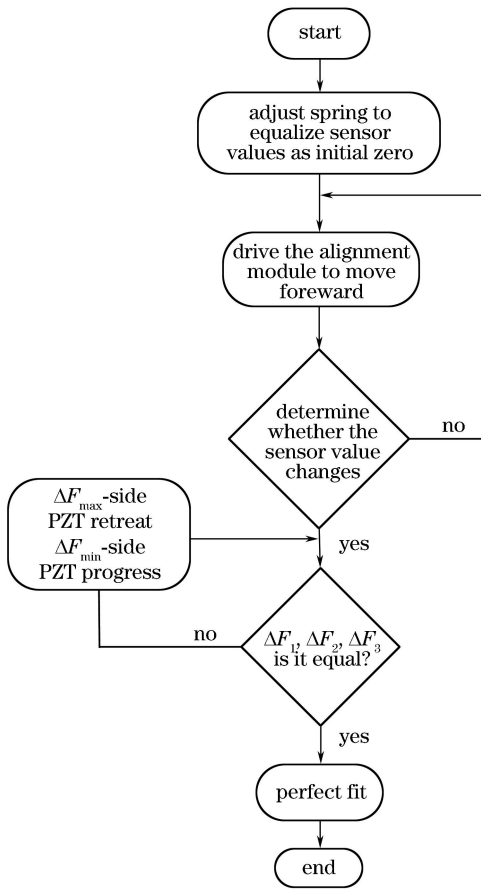 start
adjust spring to
equalize sensor
values as initial zero
drive the alignment
module to move
foreward
determine
whether the
sensor value
changes
no
yes
ΔFmax-side
PZT retreat
ΔFmin-side
PZT progress
no
ΔF1, ΔF2, ΔF3
is it equal?
yes
perfect fit
end